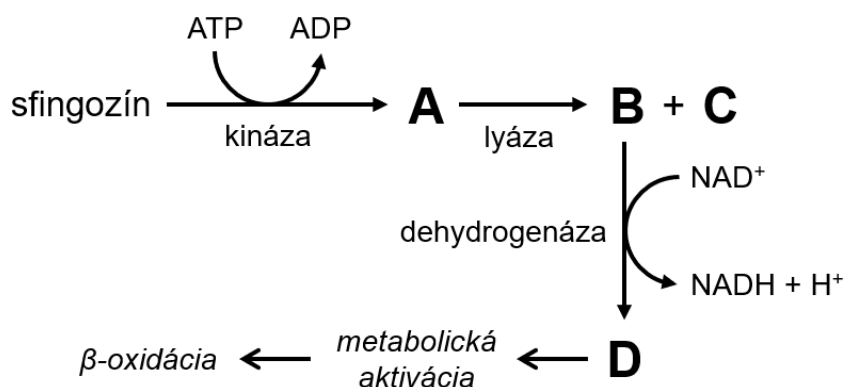 ATP ADP
sfingozín A B + C
kináza lyáza
NAD⁺
dehydrogenáza
NADH + H⁺
β-oxidácia metabolická aktivácia D